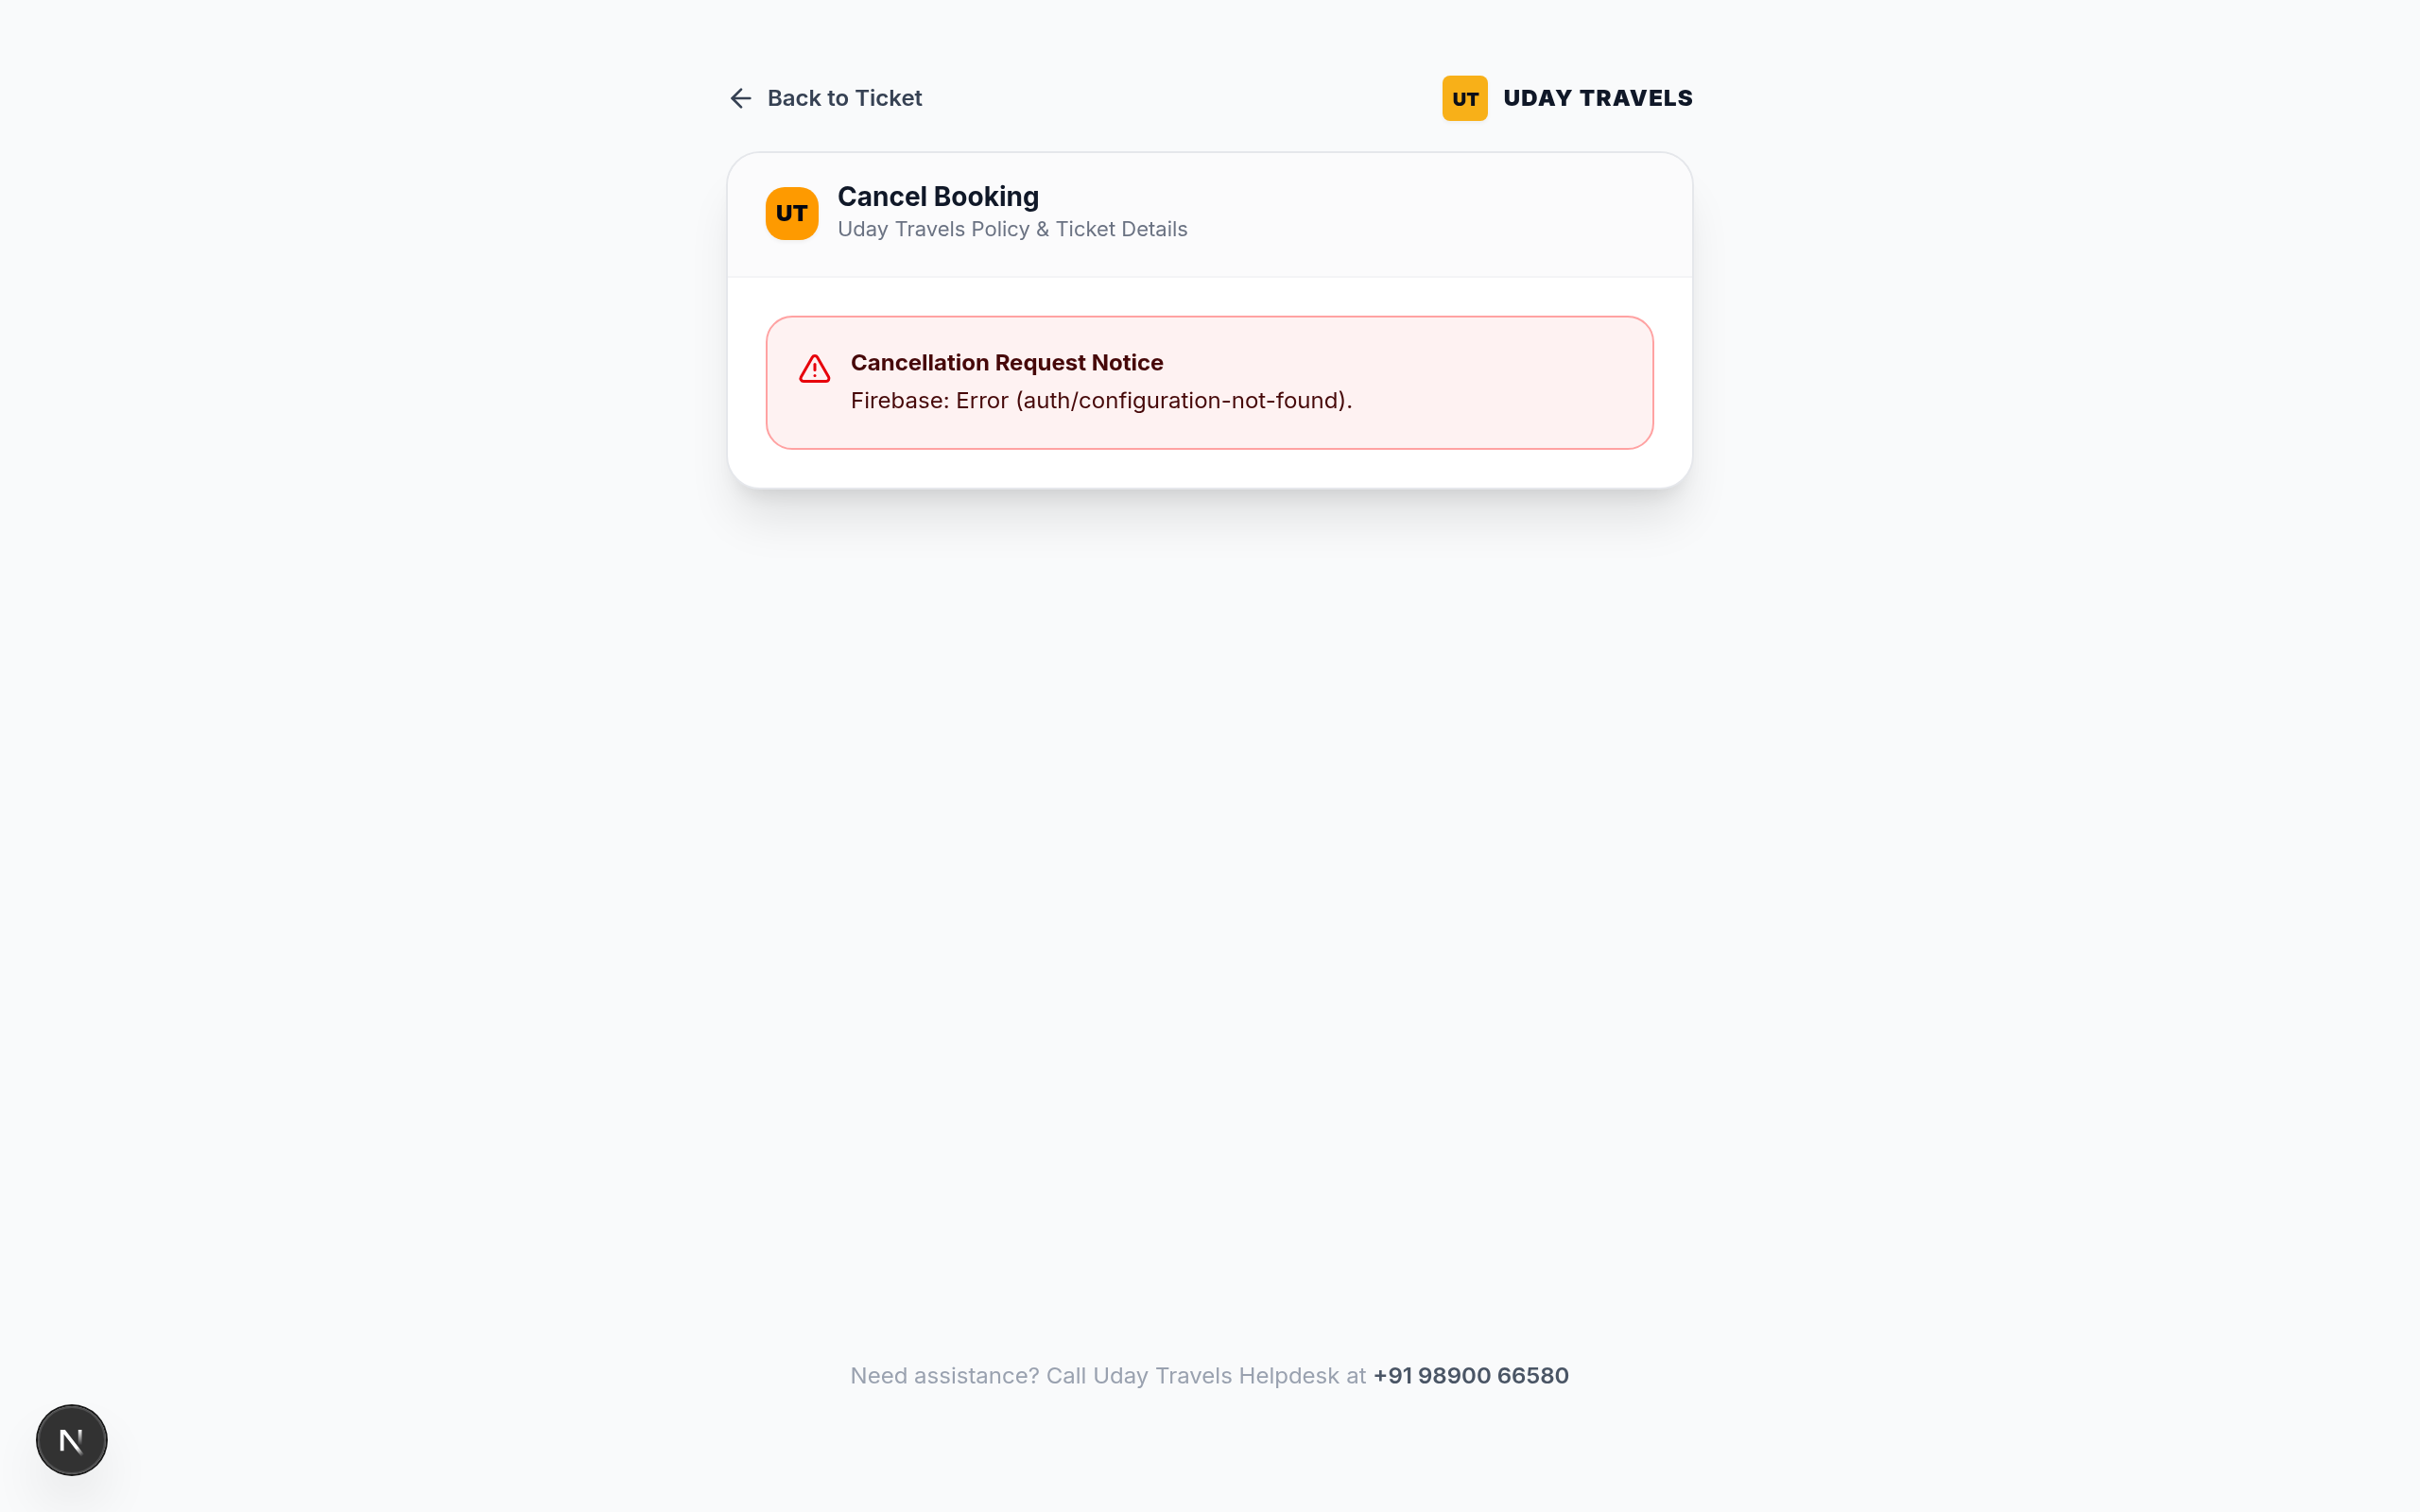 Back to Ticket
UT UDAY TRAVELS
UT
Cancel Booking
Uday Travels Policy & Ticket Details
Cancellation Request Notice
Firebase: Error (auth/configuration-not-found).
Need assistance? Call Uday Travels Helpdesk at +91 98900 66580
N